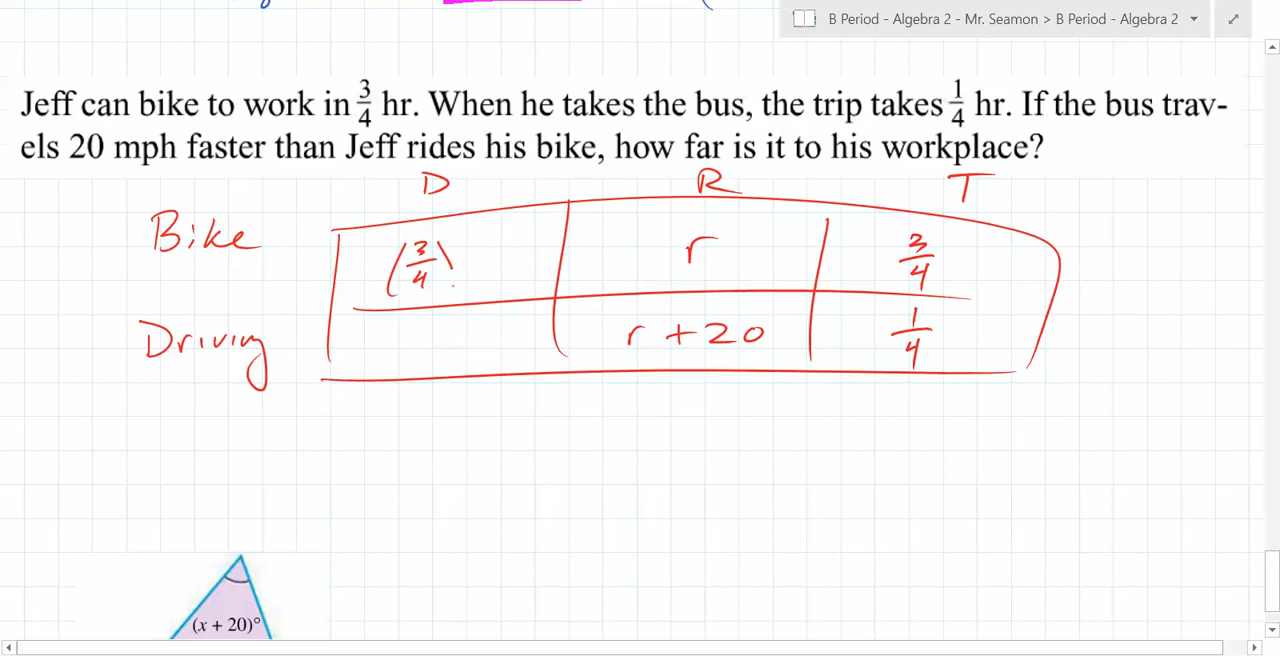 B Period - Algebra 2 - Mr. Seamon > B Period - Algebra 2
Jeff can bike to work in 3/4 hr. When he takes the bus, the trip takes 1/4 hr. If the bus trav-
els 20 mph faster than Jeff rides his bike, how far is it to his workplace?
D R T
Bike (3/4) r 3/4
Driving r + 20 1/4
(x + 20)°